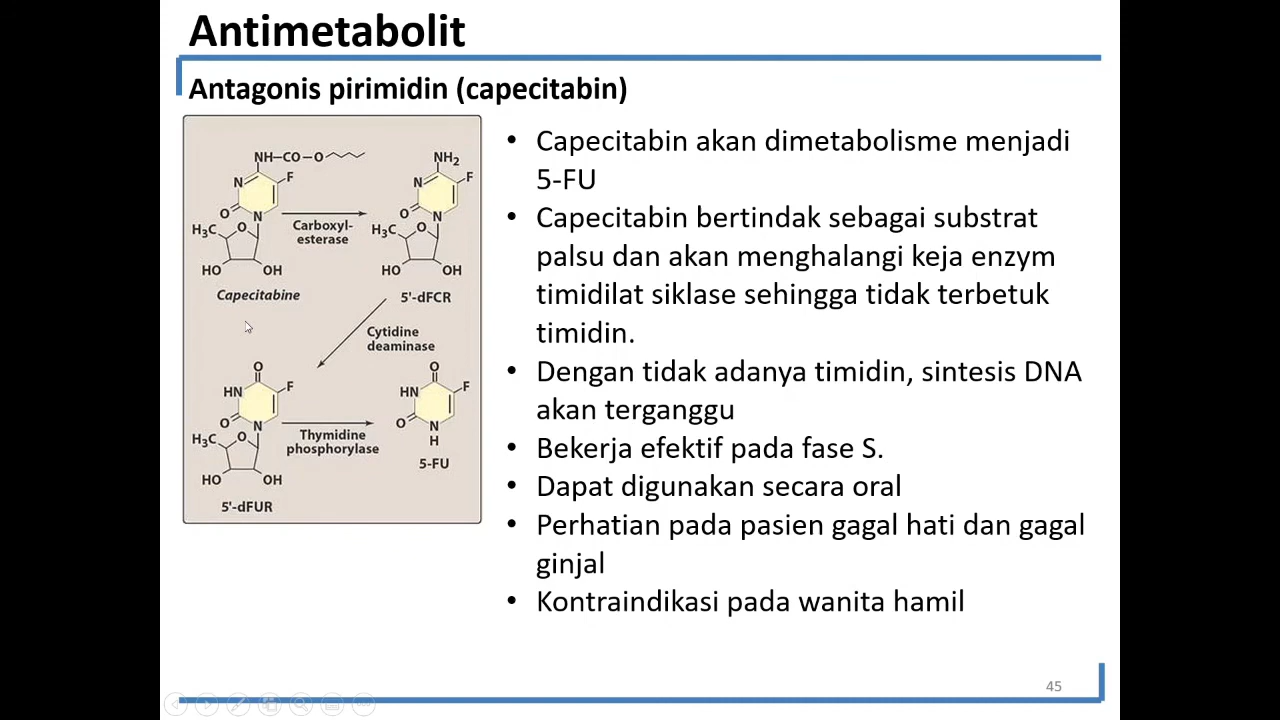 Antimetabolit
Antagonis pirimidin (capecitabin)
NH–CO–O
N
F
O
N
H₃C
O
HO
OH
Capecitabine
Carboxyl-
esterase
NH₂
N
F
O
N
H₃C
O
HO
OH
5'-dFCR
Cytidine
deaminase
O
HN
F
O
N
H₃C
O
HO
OH
5'-dFUR
Thymidine
phosphorylase
O
HN
F
O
N
H
5-FU
• Capecitabin akan dimetabolisme menjadi
5-FU
• Capecitabin bertindak sebagai substrat
palsu dan akan menghalangi keja enzym
timidilat siklase sehingga tidak terbetuk
timidin.
• Dengan tidak adanya timidin, sintesis DNA
akan terganggu
• Bekerja efektif pada fase S.
• Dapat digunakan secara oral
• Perhatian pada pasien gagal hati dan gagal
ginjal
• Kontraindikasi pada wanita hamil
45